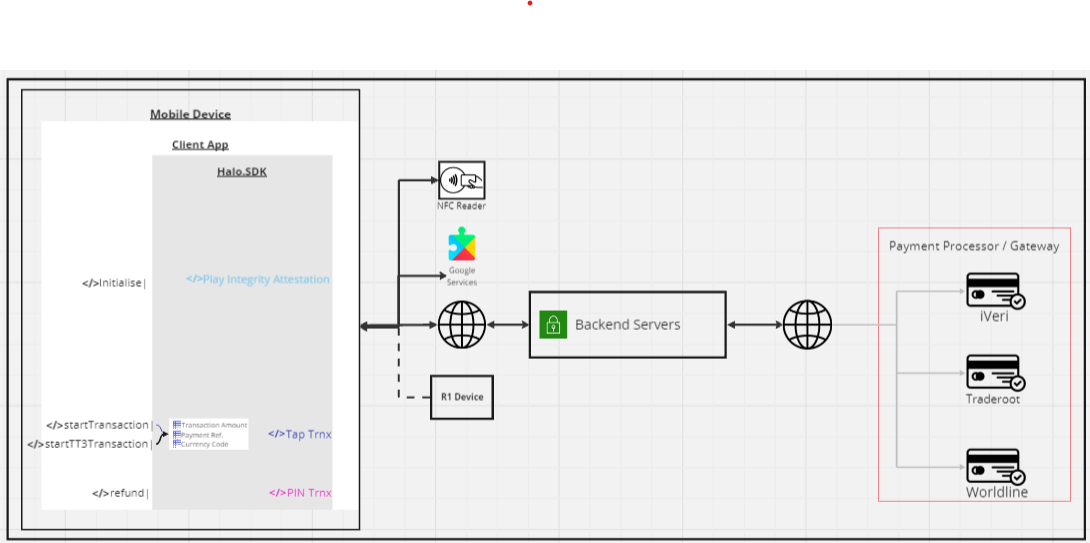 Mobile Device
Client App
Halo.SDK
</>Initialise|
</>Play Integrity Attestation
</>startTransaction|
</>startTT3Transaction|
Transaction Amount
Payment Ref.
Currency Code
</>Tap Trnx
</>refund|
</>PIN Trnx
NFC Reader
Google
Services
R1 Device
Backend Servers
Payment Processor / Gateway
iVeri
Traderoot
Worldline